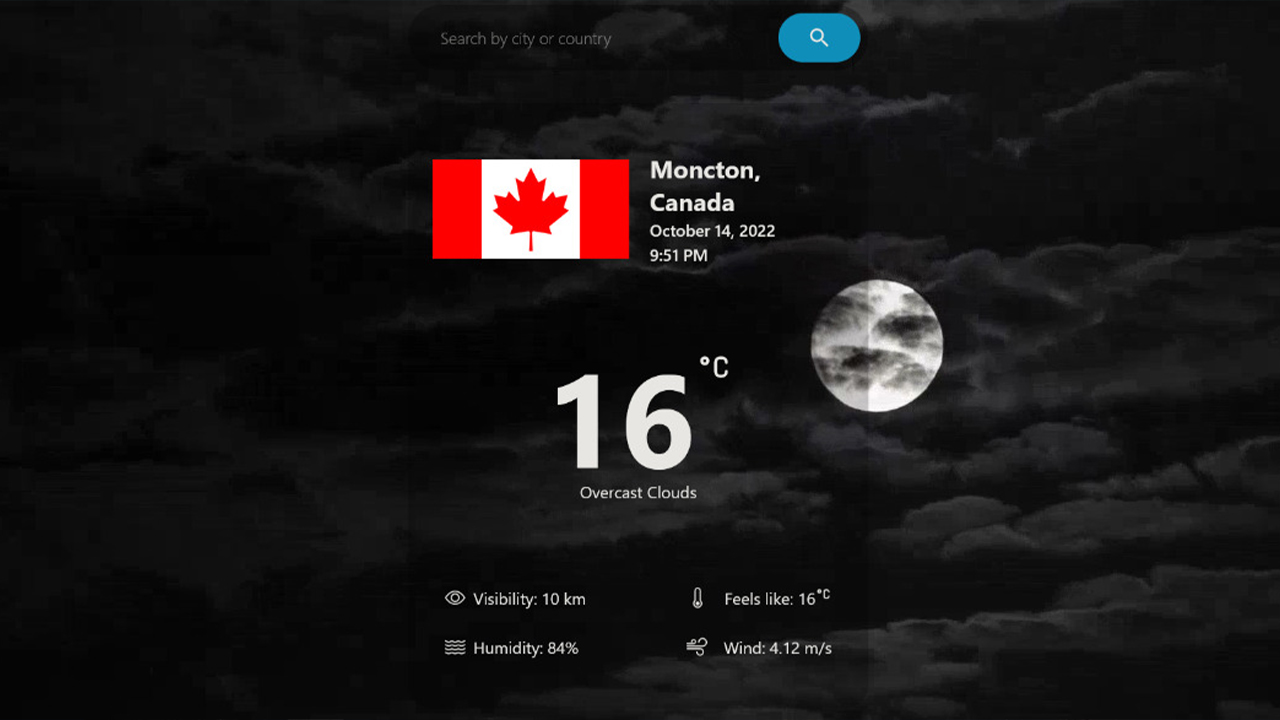 Search by city or country
Moncton,
Canada
October 14, 2022
9:51 PM
16 °C
Overcast Clouds
Visibility: 10 km
Feels like: 16°C
Humidity: 84%
Wind: 4.12 m/s